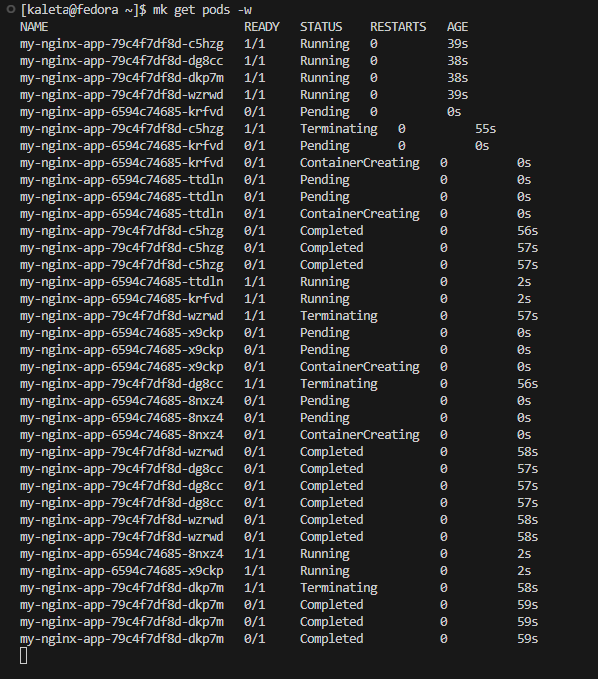 [kaleta@fedora ~]$ mk get pods -w
NAME READY STATUS RESTARTS AGE
my-nginx-app-79c4f7df8d-c5hzg 1/1 Running 0 39s
my-nginx-app-79c4f7df8d-dg8cc 1/1 Running 0 38s
my-nginx-app-79c4f7df8d-dkp7m 1/1 Running 0 38s
my-nginx-app-79c4f7df8d-wzrwd 1/1 Running 0 39s
my-nginx-app-6594c74685-krfvd 0/1 Pending 0 0s
my-nginx-app-79c4f7df8d-c5hzg 1/1 Terminating 0 55s
my-nginx-app-6594c74685-krfvd 0/1 Pending 0 0s
my-nginx-app-6594c74685-krfvd 0/1 ContainerCreating 0 0s
my-nginx-app-6594c74685-ttdln 0/1 Pending 0 0s
my-nginx-app-6594c74685-ttdln 0/1 Pending 0 0s
my-nginx-app-6594c74685-ttdln 0/1 ContainerCreating 0 0s
my-nginx-app-79c4f7df8d-c5hzg 0/1 Completed 0 56s
my-nginx-app-79c4f7df8d-c5hzg 0/1 Completed 0 57s
my-nginx-app-79c4f7df8d-c5hzg 0/1 Completed 0 57s
my-nginx-app-6594c74685-ttdln 1/1 Running 0 2s
my-nginx-app-6594c74685-krfvd 1/1 Running 0 2s
my-nginx-app-79c4f7df8d-wzrwd 1/1 Terminating 0 57s
my-nginx-app-6594c74685-x9ckp 0/1 Pending 0 0s
my-nginx-app-6594c74685-x9ckp 0/1 Pending 0 0s
my-nginx-app-6594c74685-x9ckp 0/1 ContainerCreating 0 0s
my-nginx-app-79c4f7df8d-dg8cc 1/1 Terminating 0 56s
my-nginx-app-6594c74685-8nxz4 0/1 Pending 0 0s
my-nginx-app-6594c74685-8nxz4 0/1 Pending 0 0s
my-nginx-app-6594c74685-8nxz4 0/1 ContainerCreating 0 0s
my-nginx-app-79c4f7df8d-wzrwd 0/1 Completed 0 58s
my-nginx-app-79c4f7df8d-dg8cc 0/1 Completed 0 57s
my-nginx-app-79c4f7df8d-dg8cc 0/1 Completed 0 57s
my-nginx-app-79c4f7df8d-dg8cc 0/1 Completed 0 57s
my-nginx-app-79c4f7df8d-wzrwd 0/1 Completed 0 58s
my-nginx-app-79c4f7df8d-wzrwd 0/1 Completed 0 58s
my-nginx-app-6594c74685-8nxz4 1/1 Running 0 2s
my-nginx-app-6594c74685-x9ckp 1/1 Running 0 2s
my-nginx-app-79c4f7df8d-dkp7m 1/1 Terminating 0 58s
my-nginx-app-79c4f7df8d-dkp7m 0/1 Completed 0 59s
my-nginx-app-79c4f7df8d-dkp7m 0/1 Completed 0 59s
my-nginx-app-79c4f7df8d-dkp7m 0/1 Completed 0 59s